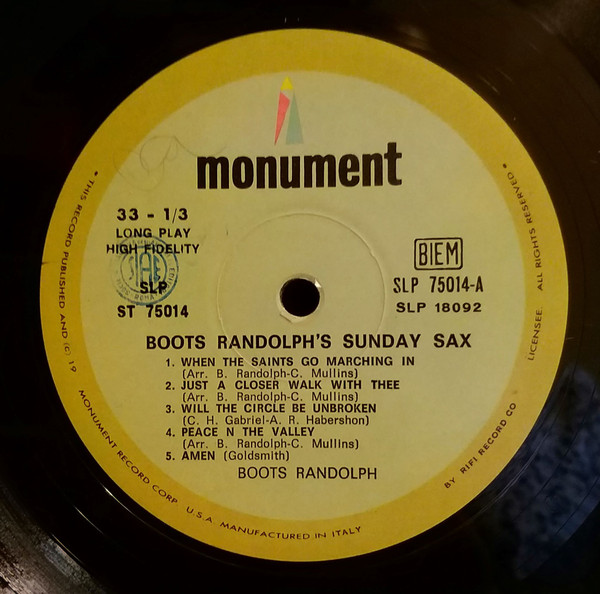 monument
33 - 1/3
LONG PLAY
HIGH FIDELITY
SLP
ST 75014
BIEM
SLP 75014-A
SLP 18092
BOOTS RANDOLPH'S SUNDAY SAX
1. WHEN THE SAINTS GO MARCHING IN
(Arr. B. Randolph-C. Mullins)
2. JUST A CLOSER WALK WITH THEE
(Arr. B. Randolph-C. Mullins)
3. WILL THE CIRCLE BE UNBROKEN
(C. H. Gabriel-A. R. Habershon)
4. PEACE N THE VALLEY
(Arr. B. Randolph-C. Mullins)
5. AMEN (Goldsmith)
BOOTS RANDOLPH
• THIS RECORD PUBLISHED AND (C) 19 MONUMENT RECORD CORP U.S.A MANUFACTURED IN ITALY
BY RIFI RECORD CO LICENSEE ALL RIGHTS RESERVED •